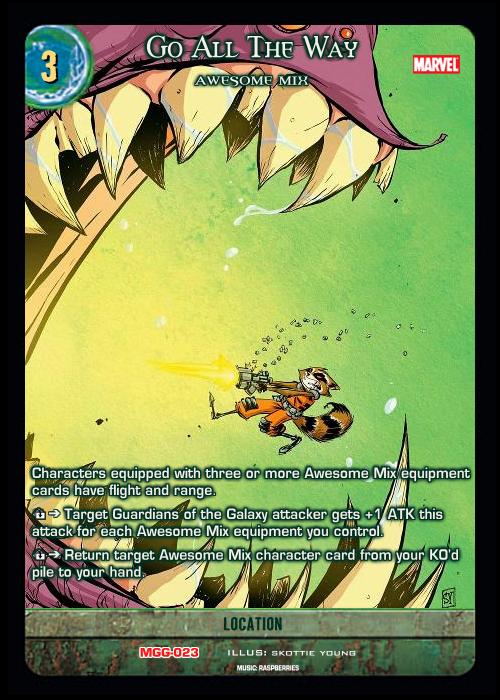 3
Go All The Way
MARVEL
Awesome Mix
Characters equipped with three or more Awesome Mix equipment
cards have flight and range.
➔ Target Guardians of the Galaxy attacker gets +1 ATK this
attack for each Awesome Mix equipment you control.
➔ Return target Awesome Mix character card from your KO'd
pile to your hand.
LOCATION
MGG-023 ILLUS: SKOTTIE YOUNG
MUSIC: RASPBERRIES